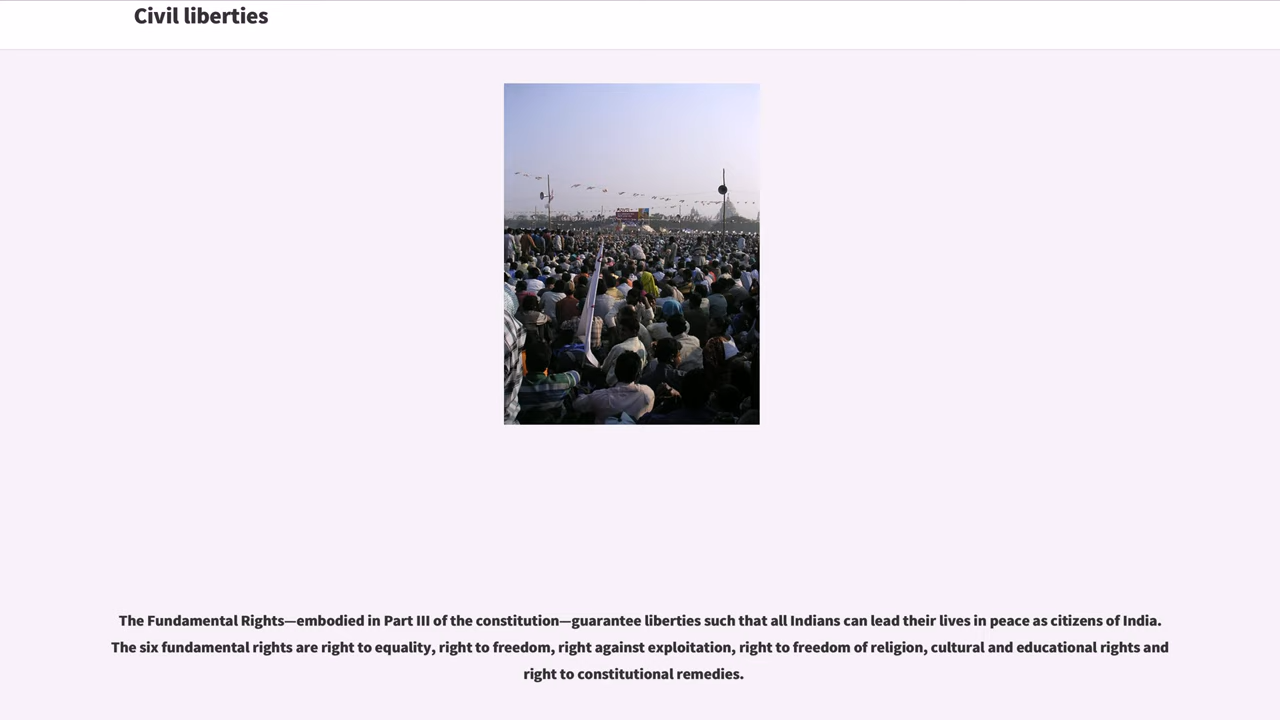 Civil liberties
The Fundamental Rights—embodied in Part III of the constitution—guarantee liberties such that all Indians can lead their lives in peace as citizens of India.
The six fundamental rights are right to equality, right to freedom, right against exploitation, right to freedom of religion, cultural and educational rights and
right to constitutional remedies.